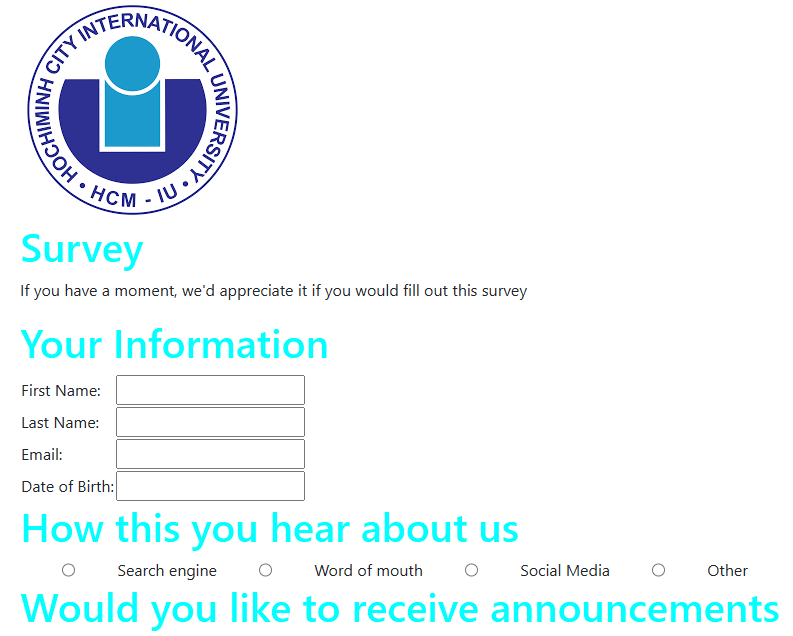 HOCHIMINH CITY INTERNATIONAL UNIVERSITY
• HCM - IU •
Survey
If you have a moment, we'd appreciate it if you would fill out this survey
Your Information
First Name:
Last Name:
Email:
Date of Birth:
How this you hear about us
Search engine Word of mouth Social Media Other
Would you like to receive announcements